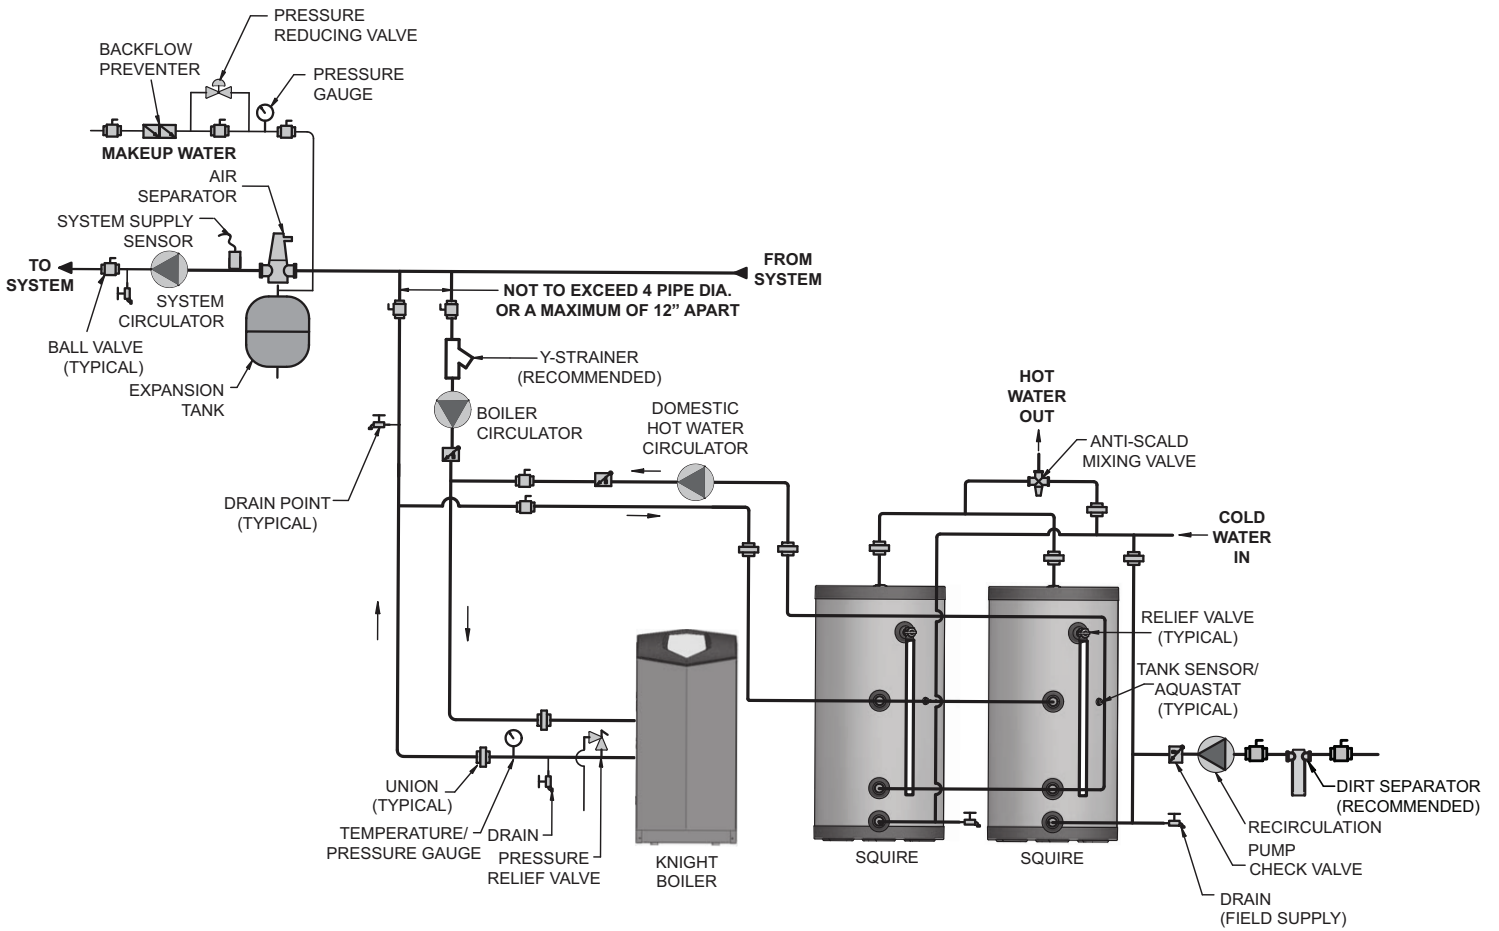 PRESSURE
REDUCING VALVE
BACKFLOW
PREVENTER
PRESSURE
GAUGE
MAKEUP WATER
AIR
SEPARATOR
SYSTEM SUPPLY
SENSOR
TO
SYSTEM
FROM
SYSTEM
SYSTEM
CIRCULATOR
NOT TO EXCEED 4 PIPE DIA.
OR A MAXIMUM OF 12” APART
BALL VALVE
(TYPICAL)
EXPANSION
TANK
Y-STRAINER
(RECOMMENDED)
BOILER
CIRCULATOR
DOMESTIC
HOT WATER
CIRCULATOR
HOT
WATER
OUT
ANTI-SCALD
MIXING VALVE
DRAIN POINT
(TYPICAL)
COLD
WATER
IN
RELIEF VALVE
(TYPICAL)
TANK SENSOR/
AQUASTAT
(TYPICAL)
UNION
(TYPICAL)
TEMPERATURE/
PRESSURE GAUGE
DRAIN
PRESSURE
RELIEF VALVE
KNIGHT
BOILER
SQUIRE
SQUIRE
DIRT SEPARATOR
(RECOMMENDED)
RECIRCULATION
PUMP
CHECK VALVE
DRAIN
(FIELD SUPPLY)